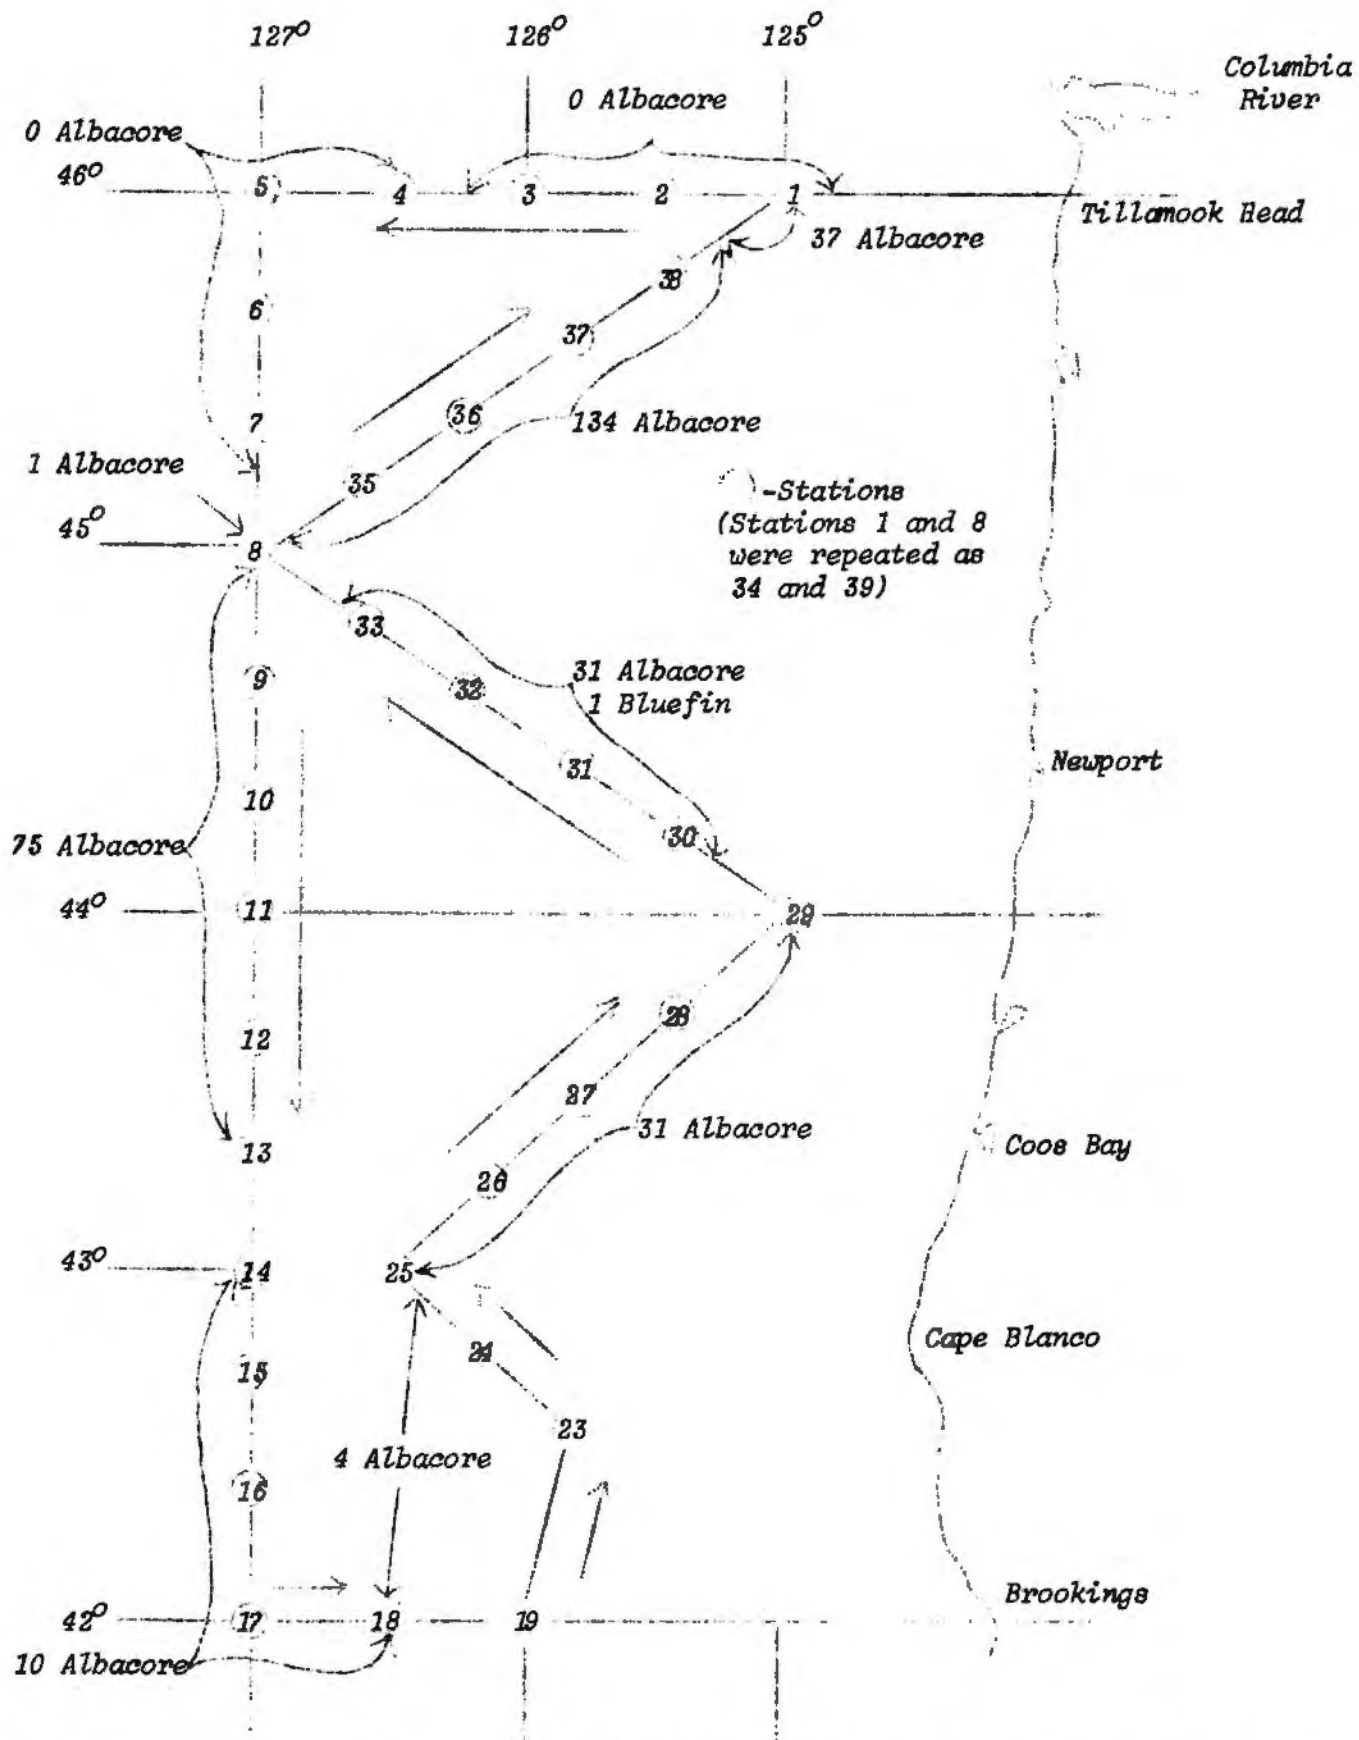 127° 126° 125°
Columbia
River
0 Albacore
0 Albacore
46° 5 4 3 2 1
Tillamook Head
37 Albacore
38
6
37
36
134 Albacore
7
1 Albacore
35
-Stations
(Stations 1 and 8
were repeated as
34 and 39)
45°
8
33
9
32
31 Albacore
1 Bluefin
31
Newport
10
30
75 Albacore
44° 11 29
28
12
27
31 Albacore
13
Coos Bay
26
43° 14 25
Cape Blanco
24
15
23
4 Albacore
16
Brookings
42° 17 18 19
10 Albacore